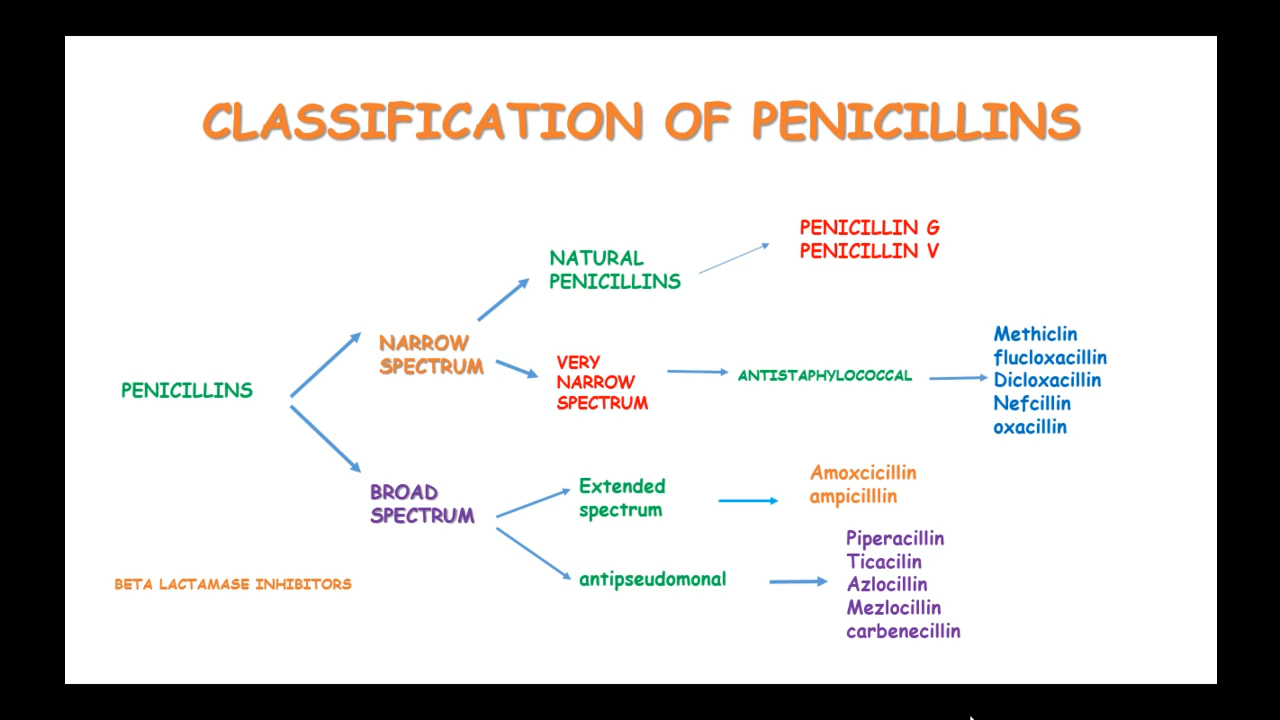 CLASSIFICATION OF PENICILLINS
PENICILLINS
NARROW
SPECTRUM
NATURAL
PENICILLINS
PENICILLIN G
PENICILLIN V
VERY
NARROW
SPECTRUM
ANTISTAPHYLOCOCCAL
Methiclin
flucloxacillin
Dicloxacillin
Nefcillin
oxacillin
BROAD
SPECTRUM
Extended
spectrum
Amoxcicillin
ampicilllin
antipseudomonal
Piperacillin
Ticacilin
Azlocillin
Mezlocillin
carbenecillin
BETA LACTAMASE INHIBITORS